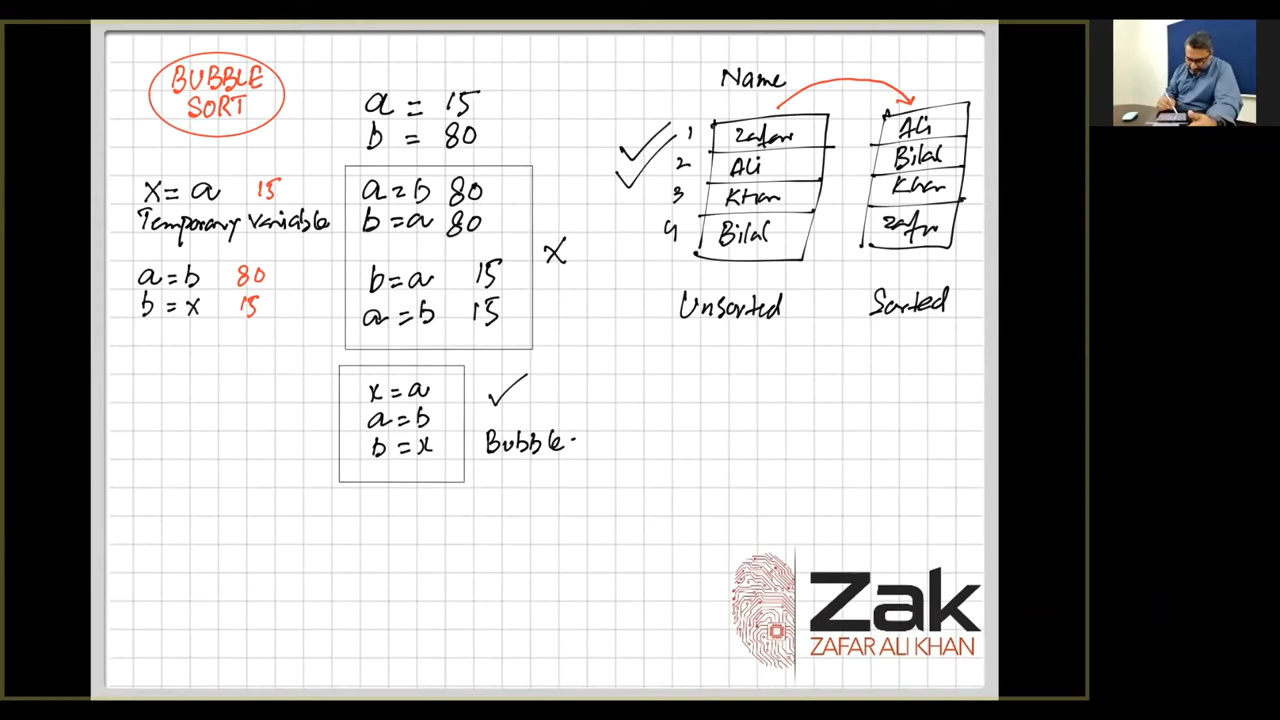 BUBBLE
SORT
a = 15
b = 80
x = a 15
Temporary variable
a = b 80
b = x 15
a = b 80
b = a 80
b = a 15
a = b 15
X
x = a
a = b
b = x
Bubble
Name
1 Zafar
2 Ali
3 Khan
4 Bilal
Unsorted
Ali
Bilal
Khan
Zafar
Sorted
Zak
ZAFAR ALI KHAN